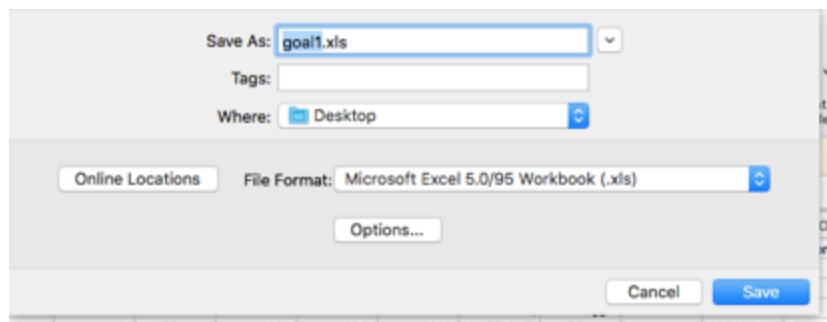 Save As: goal1.xls
Tags:
Where: Desktop
Online Locations File Format: Microsoft Excel 5.0/95 Workbook (.xls)
Options...
Cancel Save